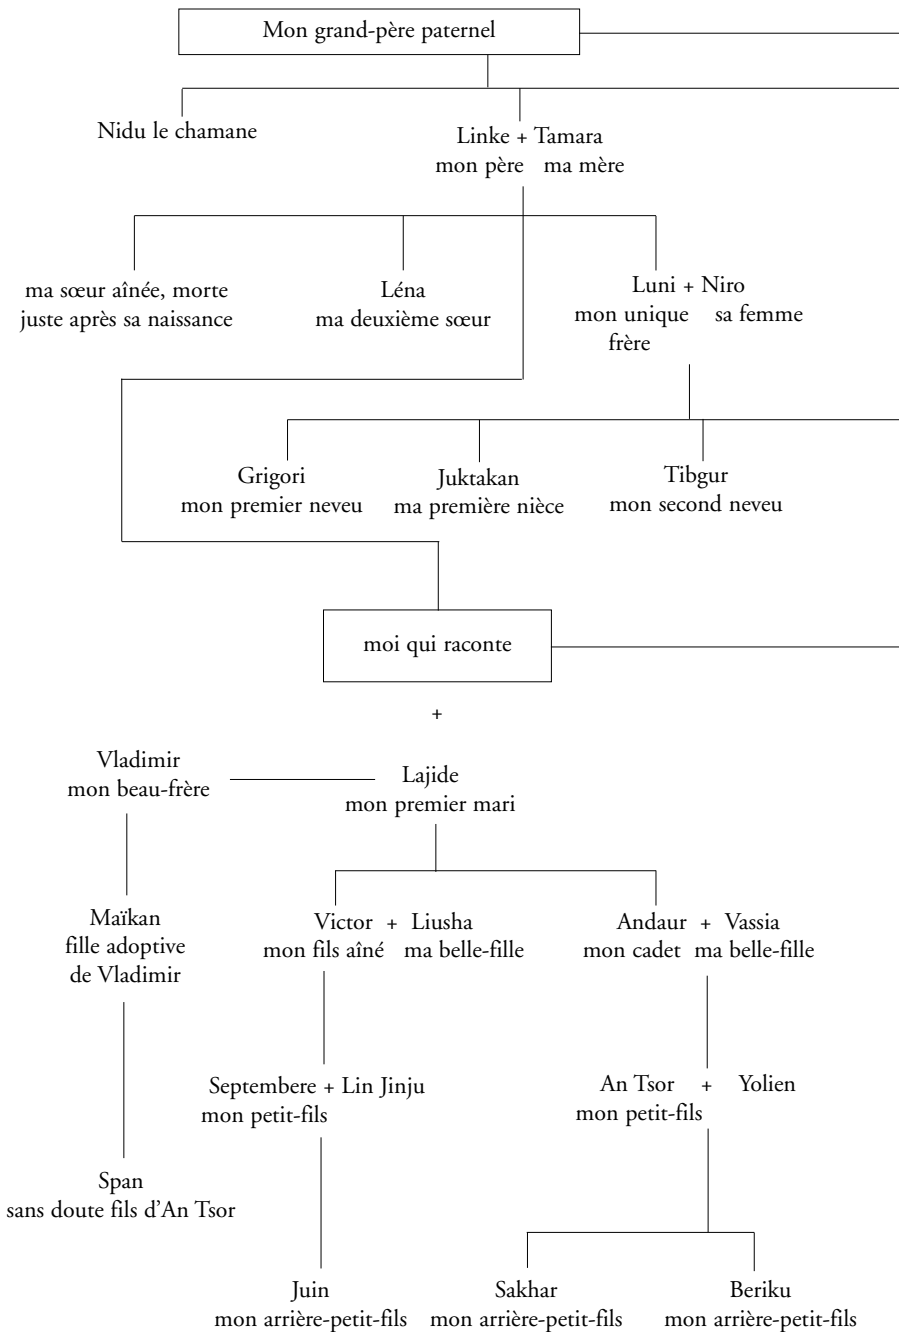 Mon grand-père paternel
Nidu le chamane
Linke + Tamara
mon père ma mère
ma sœur aînée, morte
juste après sa naissance
Léna
ma deuxième sœur
Luni + Niro
mon unique sa femme
frère
Grigori
mon premier neveu
Juktakan
ma première nièce
Tibgur
mon second neveu
moi qui raconte
+
Vladimir
mon beau-frère
Lajide
mon premier mari
Maïkan
fille adoptive
de Vladimir
Victor + Liusha
mon fils aîné ma belle-fille
Andaur + Vassia
mon cadet ma belle-fille
Septembere + Lin Jinju
mon petit-fils
An Tsor + Yolien
mon petit-fils
Span
sans doute fils d’An Tsor
Juin
mon arrière-petit-fils
Sakhar
mon arrière-petit-fils
Beriku
mon arrière-petit-fils